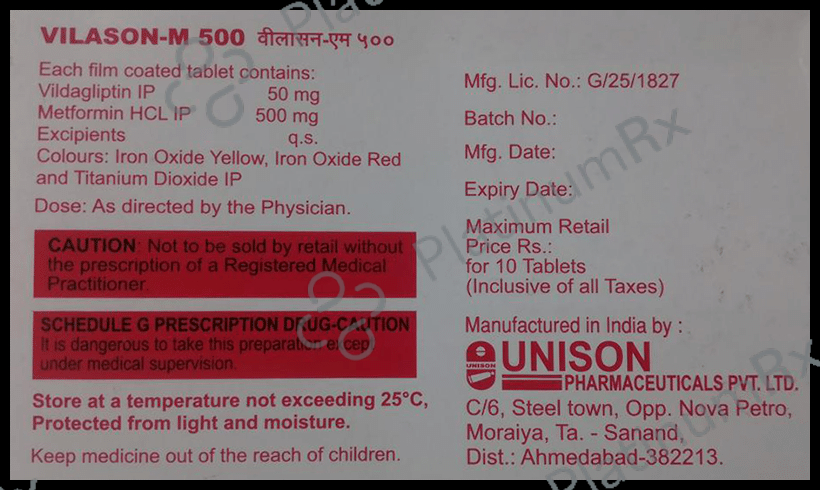 VILASON-M 500 वीलासन-एम ५००
Each film coated tablet contains:
Vildagliptin IP 50 mg
Metformin HCL IP 500 mg
Excipients q.s.
Colours: Iron Oxide Yellow, Iron Oxide Red
and Titanium Dioxide IP
Dose: As directed by the Physician.
CAUTION: Not to be sold by retail without
the prescription of a Registered Medical
Practitioner.
SCHEDULE G PRESCRIPTION DRUG-CAUTION
It is dangerous to take this preparation except
under medical supervision.
Store at a temperature not exceeding 25°C,
Protected from light and moisture.
Keep medicine out of the reach of children.
Mfg. Lic. No.: G/25/1827
Batch No.:
Mfg. Date:
Expiry Date:
Maximum Retail
Price Rs.:
for 10 Tablets
(Inclusive of all Taxes)
Manufactured in India by :
UNISON
UNISON
PHARMACEUTICALS PVT. LTD.
C/6, Steel town, Opp. Nova Petro,
Moraiya, Ta. - Sanand,
Dist.: Ahmedabad-382213.
PlatinumRx
PlatinumRx
PlatinumRx
PlatinumRx